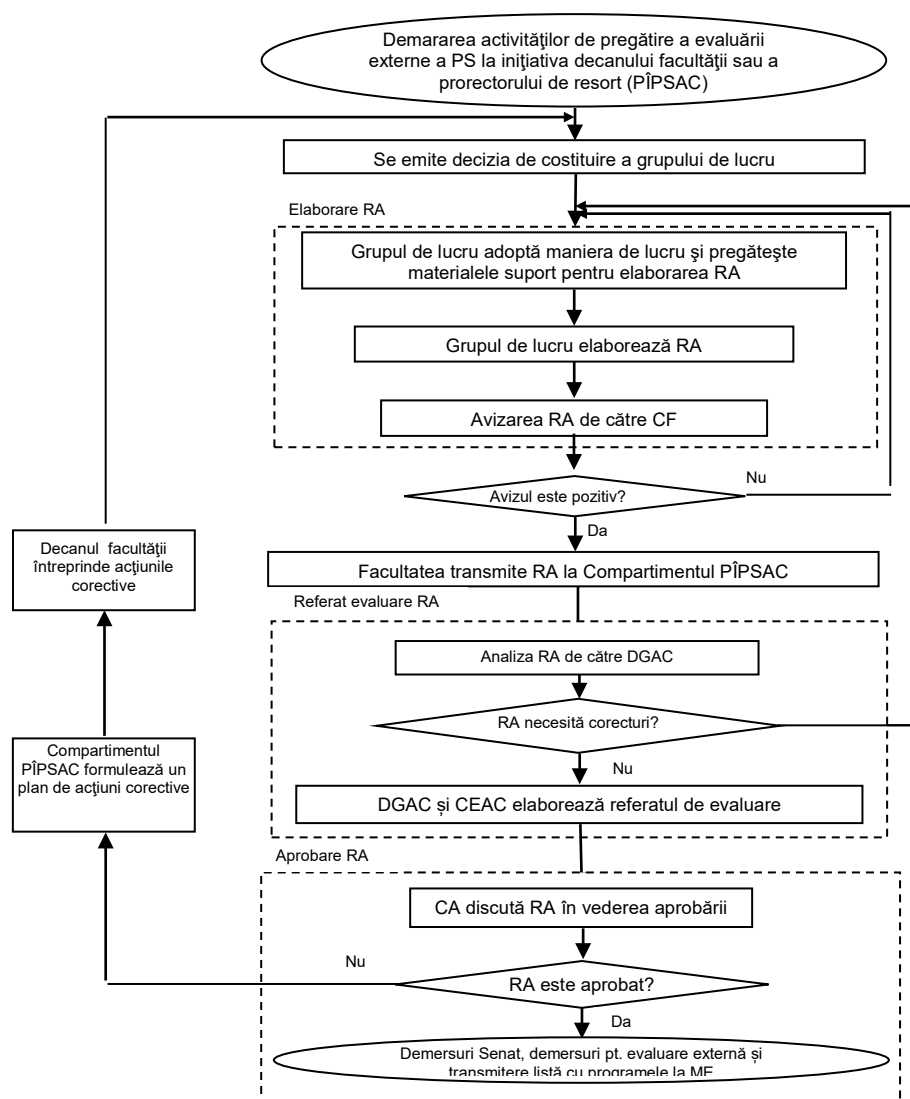 Demararea activităţilor de pregătire a evaluării
externe a PS la iniţiativa decanului facultăţii sau a
prorectorului de resort (PÎPSAC)
Se emite decizia de costituire a grupului de lucru
Elaborare RA
Grupul de lucru adoptă maniera de lucru şi pregăteşte
materialele suport pentru elaborarea RA
Grupul de lucru elaborează RA
Avizarea RA de către CF
Avizul este pozitiv?
Nu
Da
Decanul facultăţii
întreprinde acţiunile
corective
Facultatea transmite RA la Compartimentul PÎPSAC
Referat evaluare RA
Analiza RA de către DGAC
RA necesită corecturi?
Nu
Compartimentul
PÎPSAC formulează un
plan de acţiuni corective
DGAC și CEAC elaborează referatul de evaluare
Aprobare RA
CA discută RA în vederea aprobării
Nu
RA este aprobat?
Da
Demersuri Senat, demersuri pt. evaluare externă și
transmitere listă cu programele la